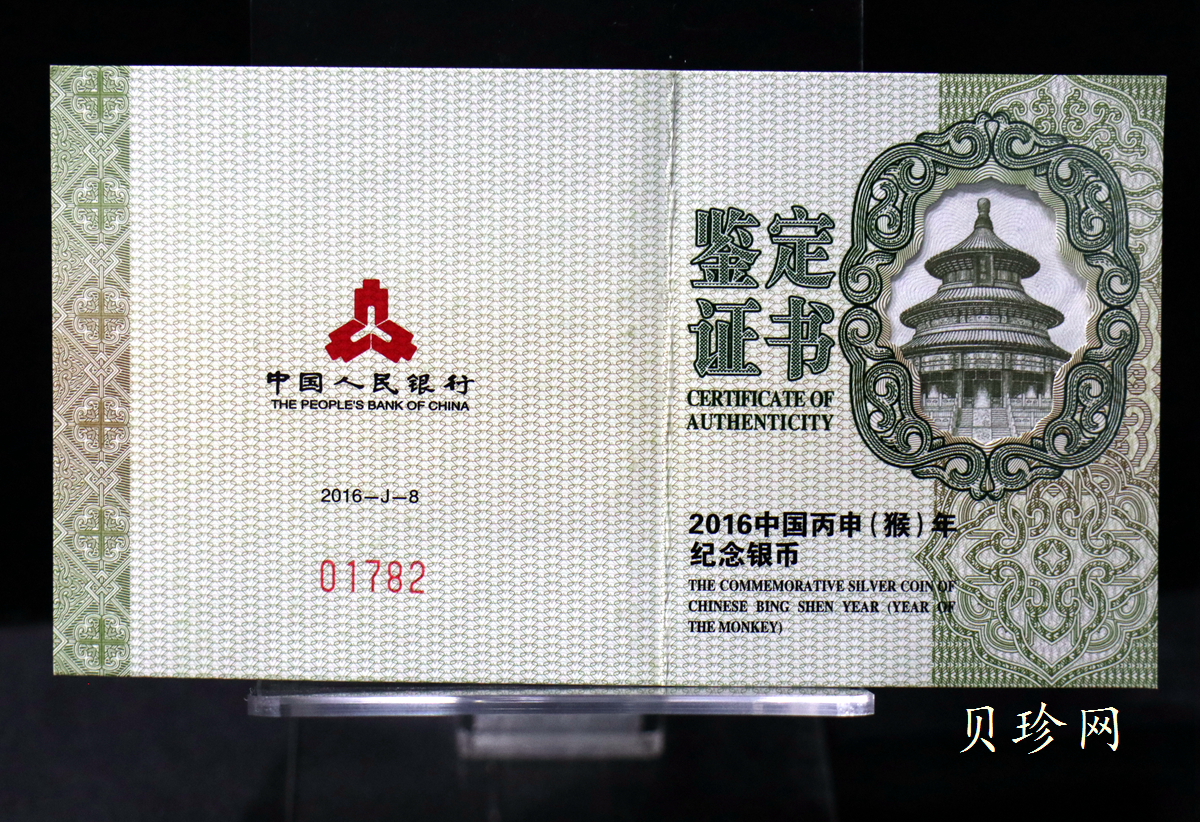 中国人民银行
THE PEOPLE'S BANK OF CHINA
2016—J—8
01782
鉴定
证书
CERTIFICATE OF
AUTHENTICITY
2016中国丙申(猴)年
纪念银币
THE COMMEMORATIVE SILVER COIN OF
CHINESE BING SHEN YEAR (YEAR OF
THE MONKEY)
贝珍网